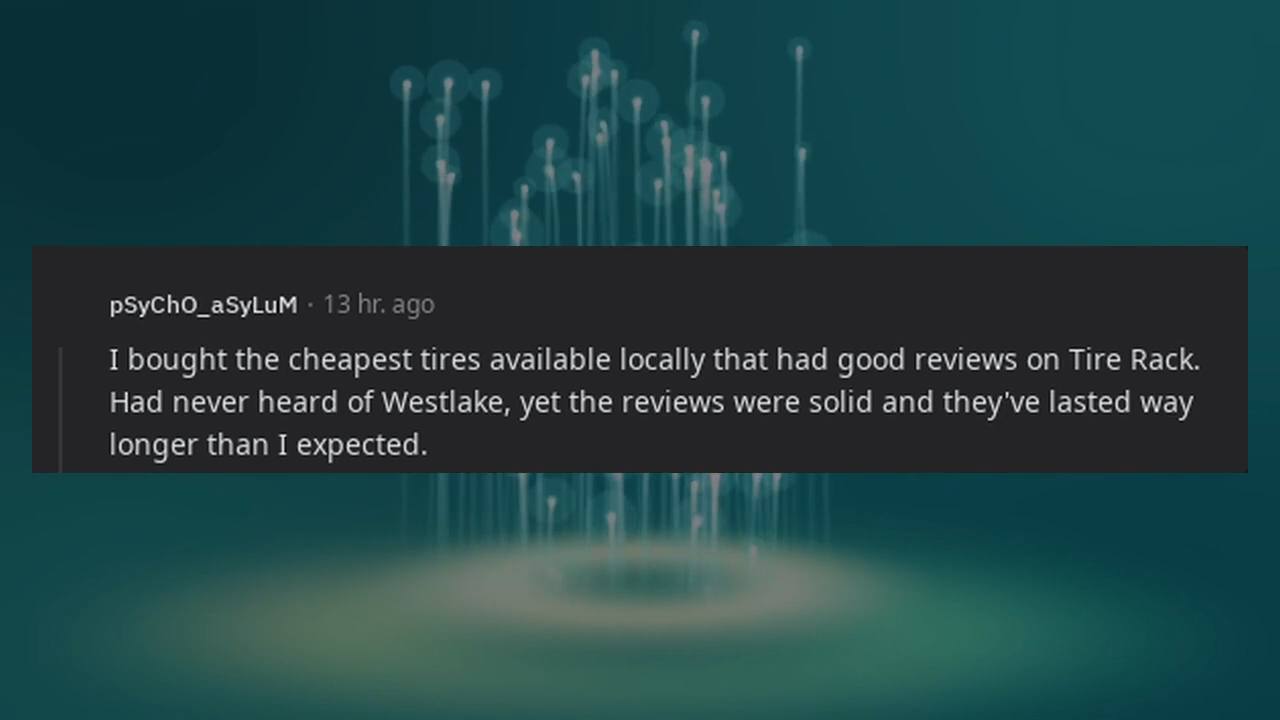 pSyChO_aSyLuM · 13 hr. ago
I bought the cheapest tires available locally that had good reviews on Tire Rack.
Had never heard of Westlake, yet the reviews were solid and they've lasted way
longer than I expected.